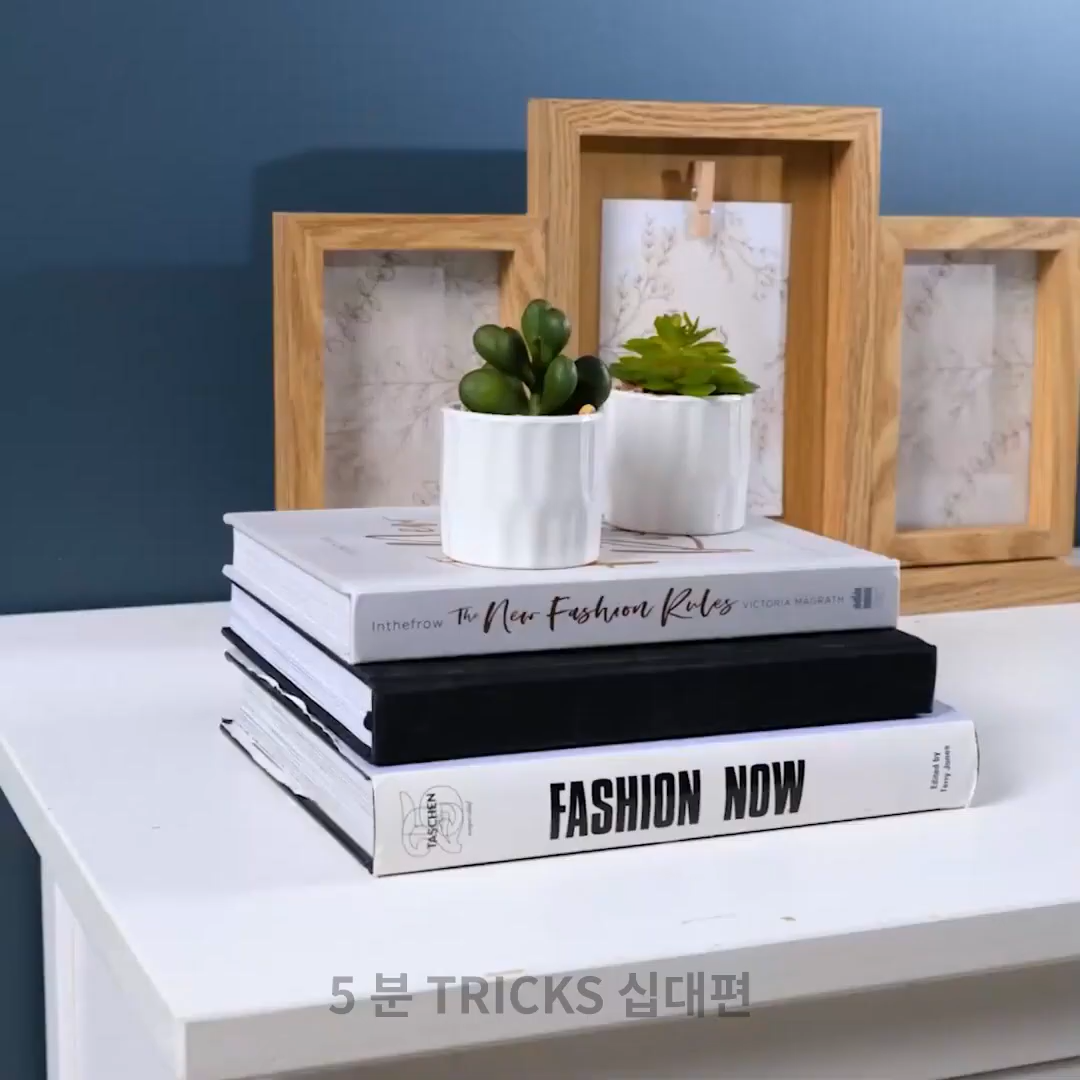 Inthefrow The New Fashion Rules VICTORIA MAGRATH
TASCHEN
FASHION NOW
Edited by
Terry Jones
5 분 TRICKS 십대편